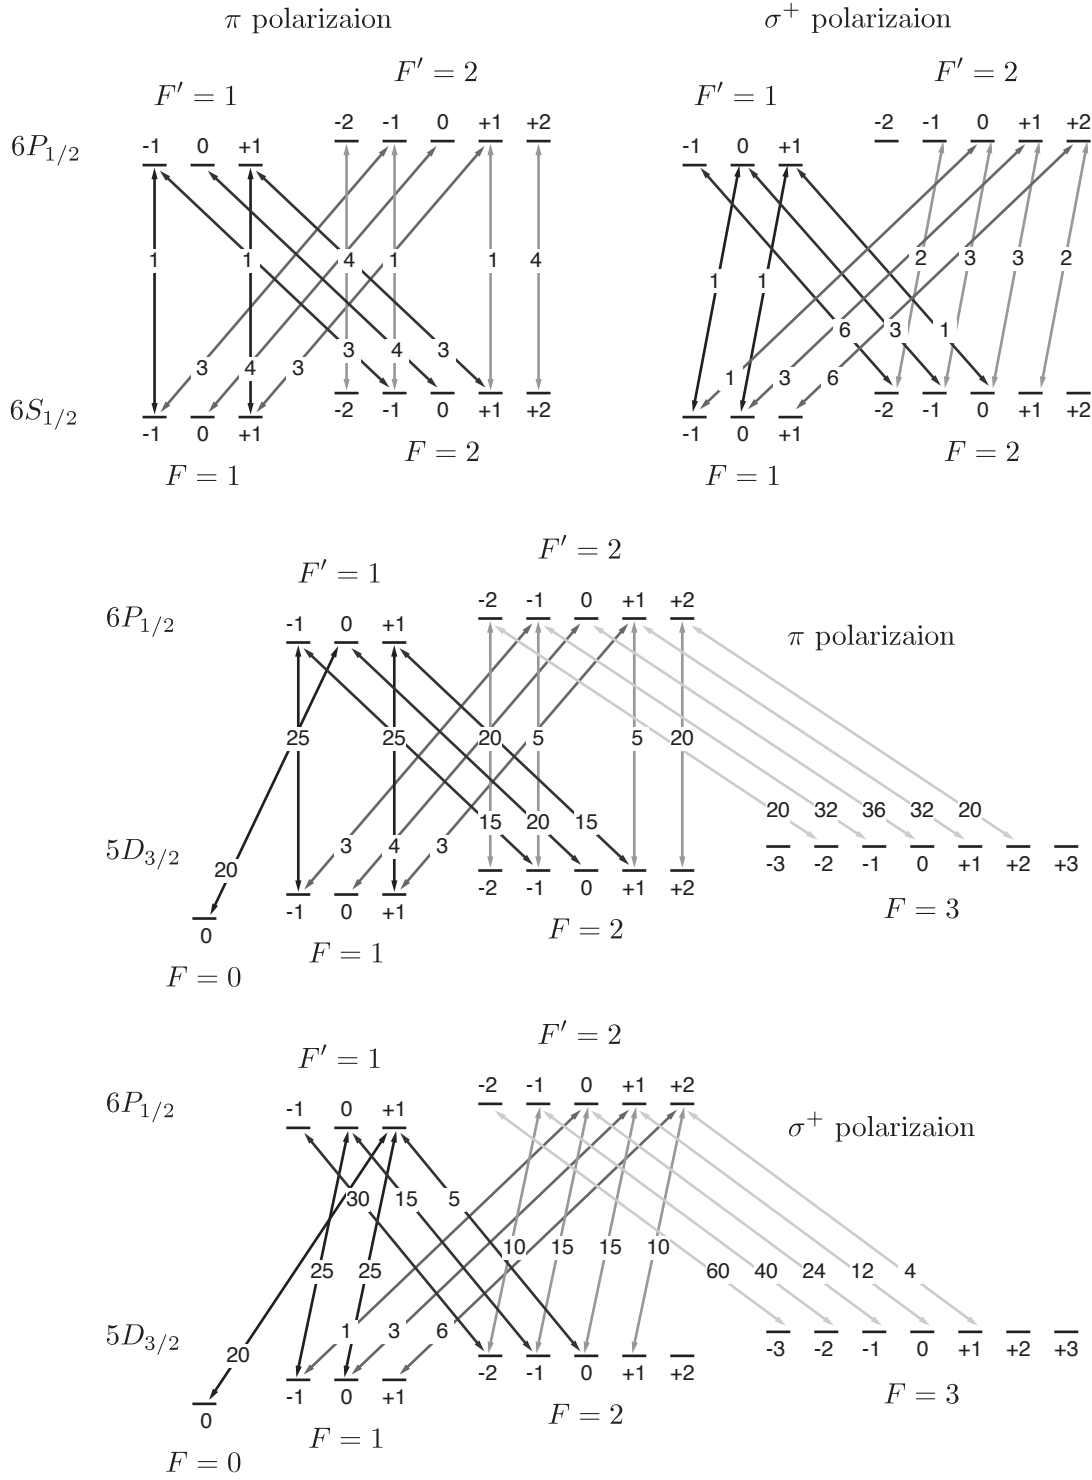 π polarizaion
σ+ polarizaion
F′ = 1
F′ = 2
6P1/2
-1 0 +1
-2 -1 0 +1 +2
1 1 4 1 1 4
3 4 3
3 4 3
6S1/2
-1 0 +1
-2 -1 0 +1 +2
F = 1
F = 2
F′ = 1
F′ = 2
-1 0 +1
-2 -1 0 +1 +2
2 3 3 2
1 1
6 3 1
1 3 6
-1 0 +1
-2 -1 0 +1 +2
F = 1
F = 2
F′ = 1
F′ = 2
6P1/2
-1 0 +1
-2 -1 0 +1 +2
π polarizaion
25 25 20 5 5 20
20 32 36 32 20
15 20 15
3 4 3
20
5D3/2
0
-1 0 +1
-2 -1 0 +1 +2
-3 -2 -1 0 +1 +2 +3
F = 0
F = 1
F = 2
F = 3
F′ = 1
F′ = 2
6P1/2
-1 0 +1
-2 -1 0 +1 +2
σ+ polarizaion
30 15 5
10 15 15 10
25 25
60 40 24 12 4
1 3 6
20
5D3/2
0
-1 0 +1
-2 -1 0 +1 +2
-3 -2 -1 0 +1 +2 +3
F = 0
F = 1
F = 2
F = 3